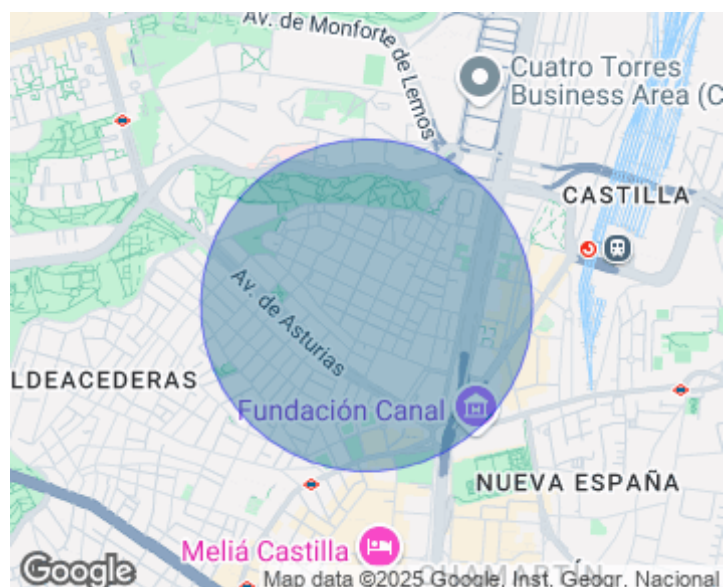 Av. de Monforte
de Lemos
Cuatro Torres
Business Area (C
CASTILLA
Av. de Asturias
LDEACEDERAS
Fundación Canal
NUEVA ESPAÑA
Meliá Castilla
CHAMARTÍN
Google
Map data ©2025 Google, Inst. Geogr. Nacional